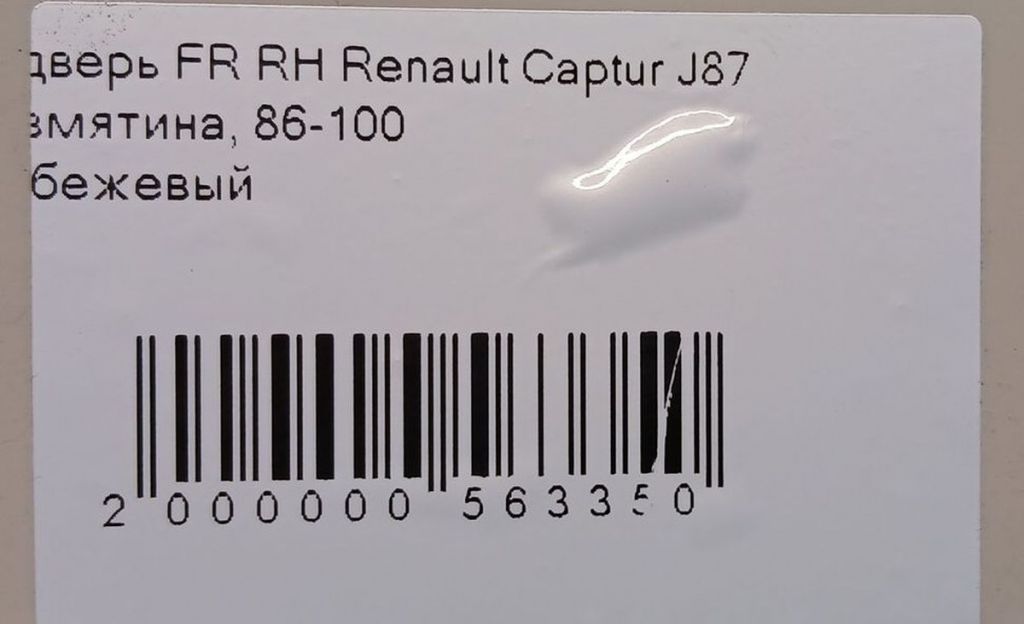 дверь FR RH Renault Captur J87
вмятина, 86-100
бежевый
2 000000 563350